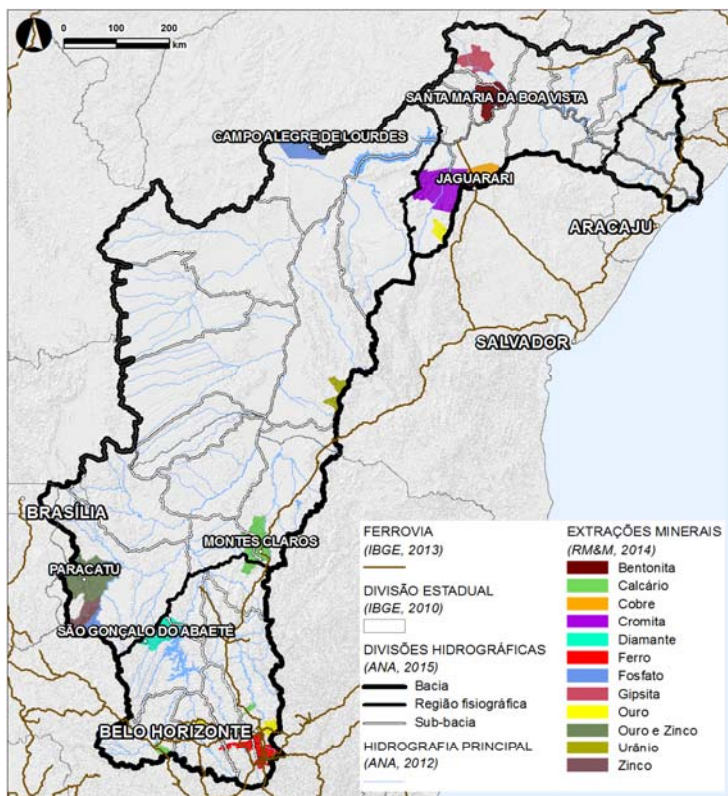 0 100 200
km
SANTA MARIA DA BOA VISTA
CAMPO ALEGRE DE LOURDES
JAGUARARI
ARACAJU
SALVADOR
BRASÍLIA
MONTES CLAROS
PARACATU
SÃO GONÇALO DO ABAETÉ
BELO HORIZONTE
FERROVIA
(IBGE, 2013)
DIVISÃO ESTADUAL
(IBGE, 2010)
DIVISÕES HIDROGRÁFICAS
(ANA, 2015)
Bacia
Região fisiográfica
Sub-bacia
HIDROGRAFIA PRINCIPAL
(ANA, 2012)
EXTRAÇÕES MINERAIS
(RM&M, 2014)
Bentonita
Calcário
Cobre
Cromita
Diamante
Ferro
Fosfato
Gipsita
Ouro
Ouro e Zinco
Urânio
Zinco